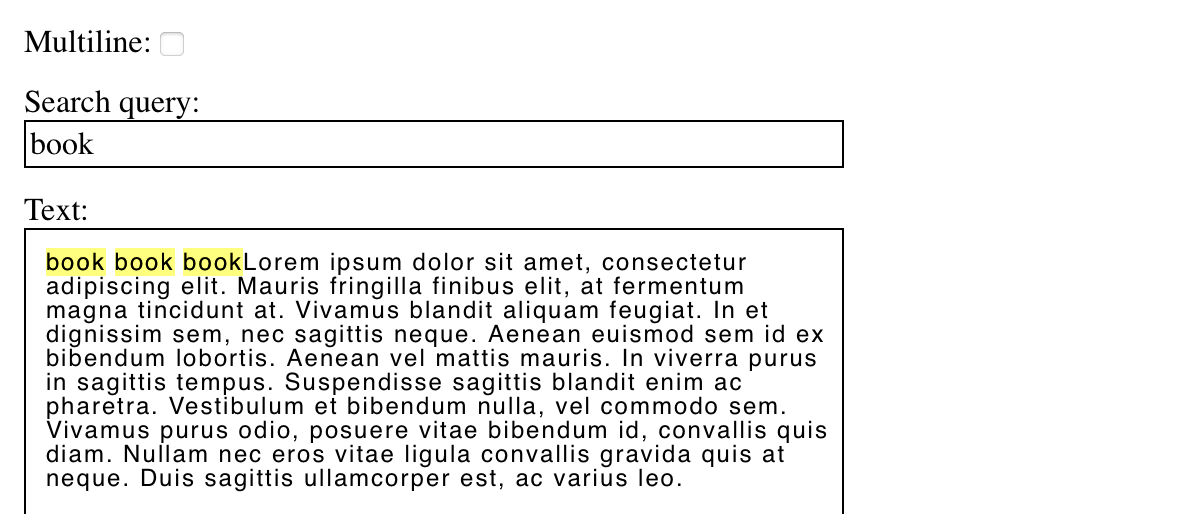 Multiline:
Search query:
book
Text:
book book bookLorem ipsum dolor sit amet, consectetur
adipiscing elit. Mauris fringilla finibus elit, at fermentum
magna tincidunt at. Vivamus blandit aliquam feugiat. In et
dignissim sem, nec sagittis neque. Aenean euismod sem id ex
bibendum lobortis. Aenean vel mattis mauris. In viverra purus
in sagittis tempus. Suspendisse sagittis blandit enim ac
pharetra. Vestibulum et bibendum nulla, vel commodo sem.
Vivamus purus odio, posuere vitae bibendum id, convallis quis
diam. Nullam nec eros vitae ligula convallis gravida quis at
neque. Duis sagittis ullamcorper est, ac varius leo.